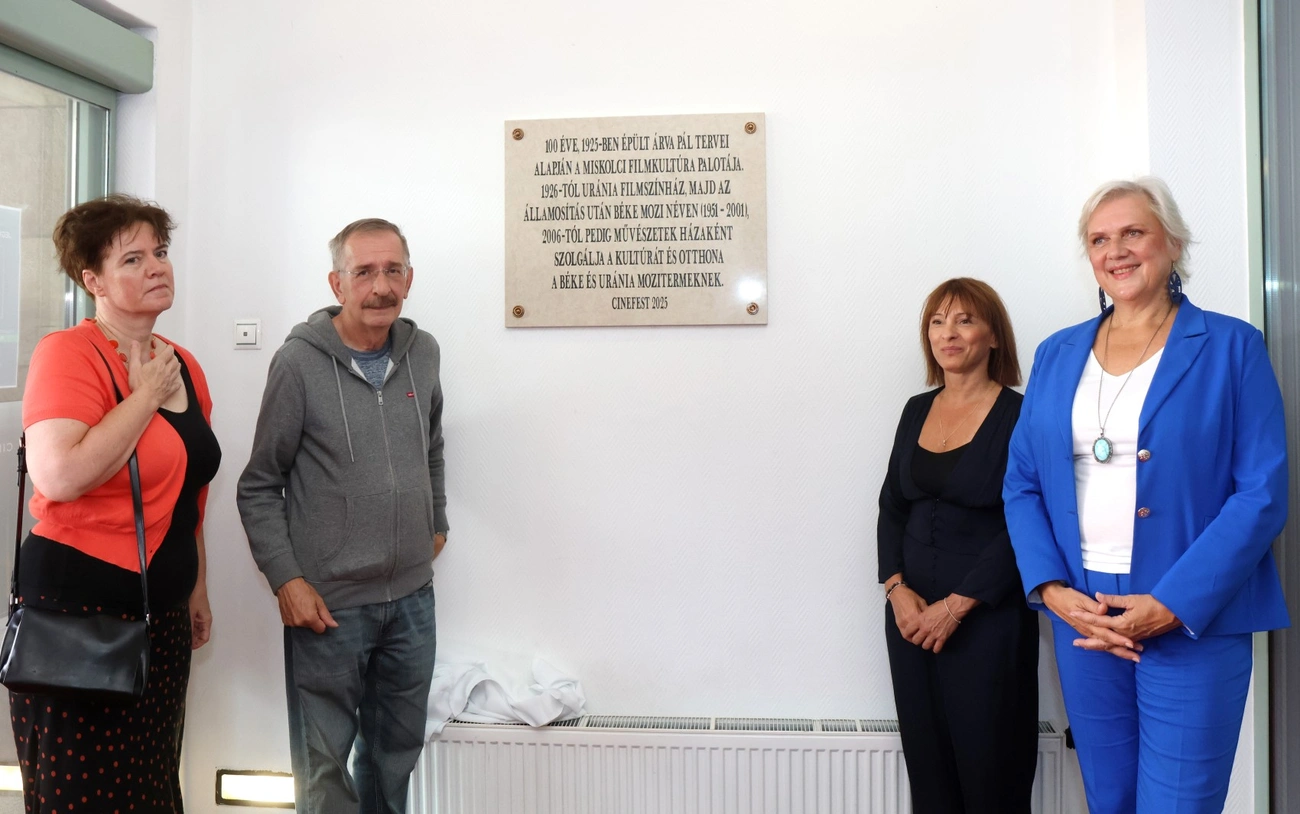 100 ÉVE, 1925-BEN ÉPÜLT ÁRVA PÁL TERVEI
ALAPJÁN A MISKOLCI FILMKULTÚRA PALOTÁJA.
1926-TÓL URÁNIA FILMSZÍNHÁZ, MAJD AZ
ÁLLAMOSÍTÁS UTÁN BÉKE MOZI NÉVEN (1951 - 2001),
2006-TÓL PEDIG MŰVÉSZETEK HÁZAKÉNT
SZOLGÁLJA A KULTÚRÁT ÉS OTTHONA
A BÉKE ÉS URÁNIA MOZITERMEKNEK.
CINEFEST 2025